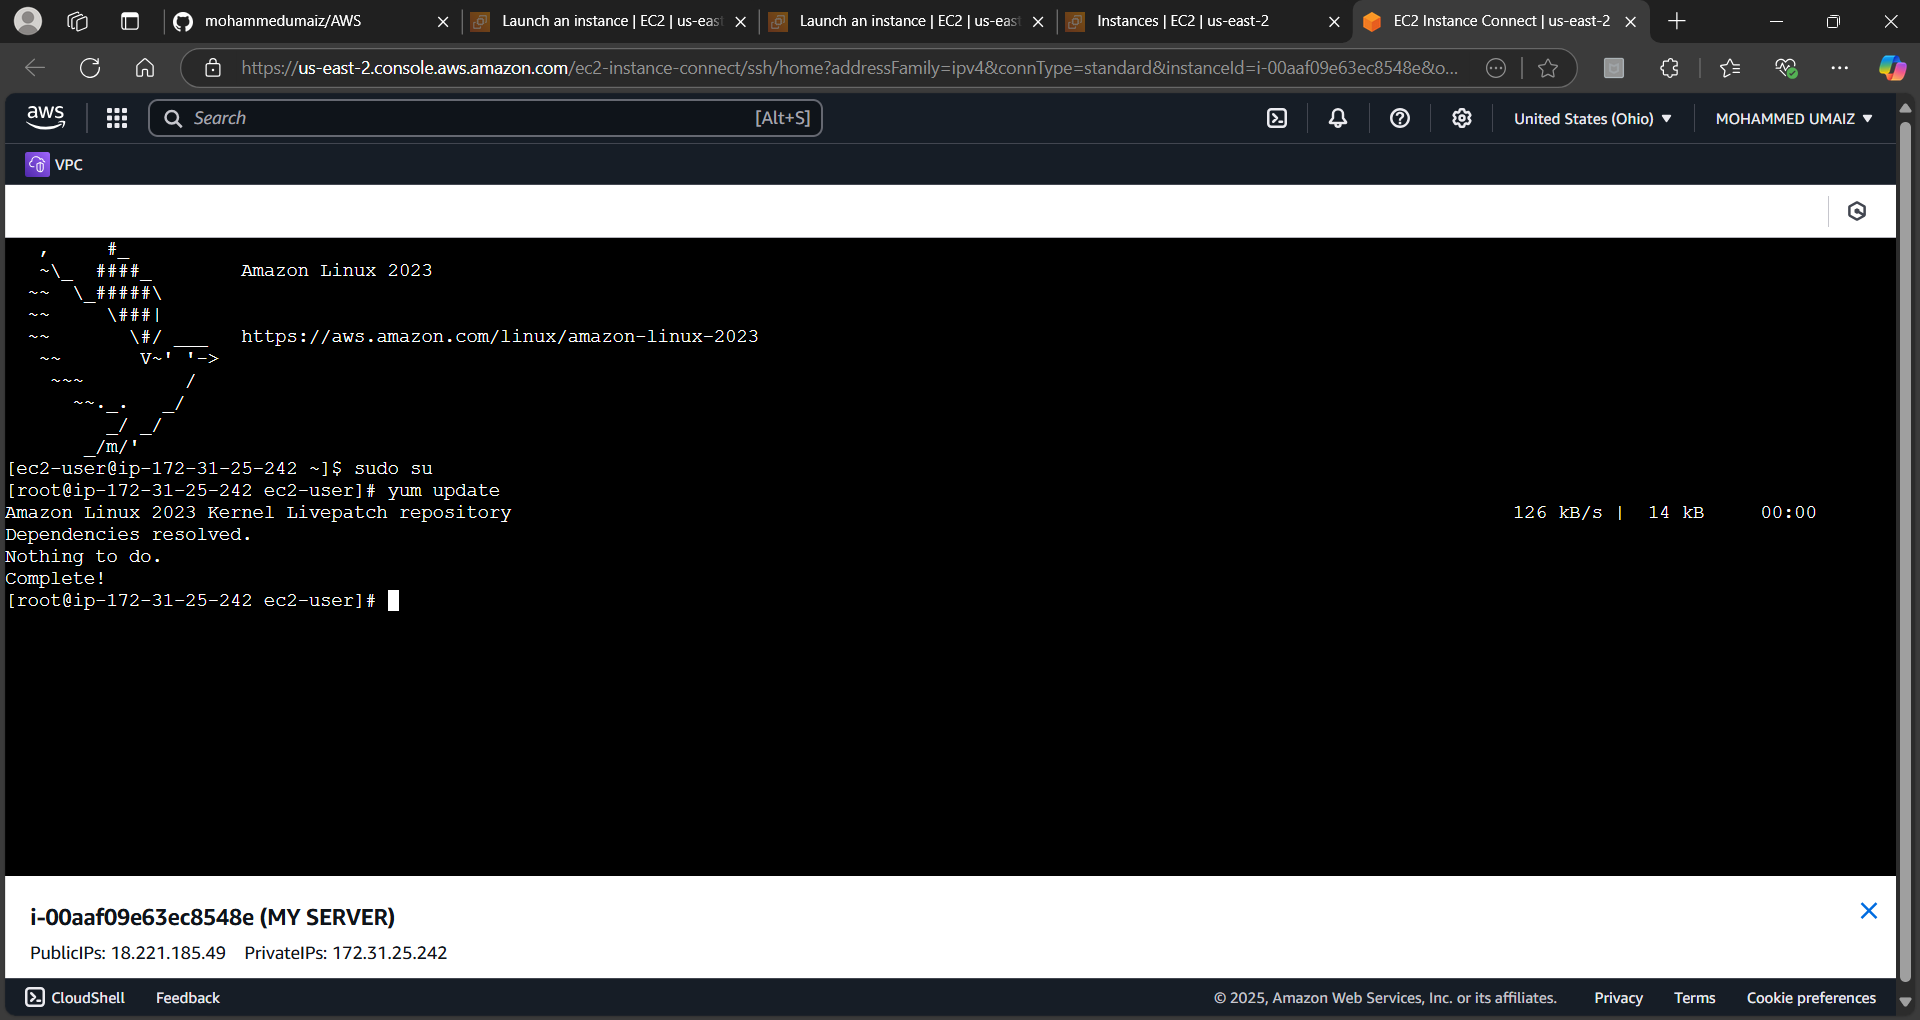 mohammedumaiz/AWS
Launch an instance | EC2 | us-east
Launch an instance | EC2 | us-east
Instances | EC2 | us-east-2
EC2 Instance Connect | us-east-2
https://us-east-2.console.aws.amazon.com/ec2-instance-connect/ssh/home?addressFamily=ipv4&connType=standard&instanceId=i-00aaf09e63ec8548e&o...
aws
Search
[Alt+S]
United States (Ohio)
MOHAMMED UMAIZ
VPC
   ,     #_
   ~\_  ####_        Amazon Linux 2023
  ~~  \_#####\
  ~~     \###|
  ~~       \#/ ___   https://aws.amazon.com/linux/amazon-linux-2023
   ~~       V~' '->
    ~~~         /
      ~~._.   _/
         _/ _/
       _/m/'
[ec2-user@ip-172-31-25-242 ~]$ sudo su
[root@ip-172-31-25-242 ec2-user]# yum update
Amazon Linux 2023 Kernel Livepatch repository 126 kB/s | 14 kB 00:00
Dependencies resolved.
Nothing to do.
Complete!
[root@ip-172-31-25-242 ec2-user]#
i-00aaf09e63ec8548e (MY SERVER)
PublicIPs: 18.221.185.49 PrivateIPs: 172.31.25.242
CloudShell
Feedback
© 2025, Amazon Web Services, Inc. or its affiliates.
Privacy
Terms
Cookie preferences